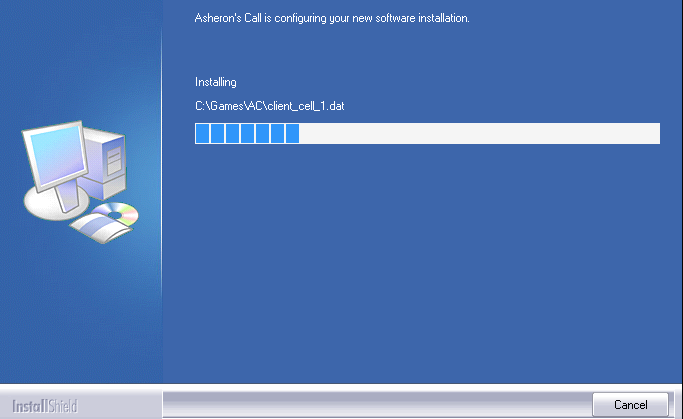 Asheron's Call is configuring your new software installation.
Installing
C:\Games\AC\client_cell_1.dat
InstallShield
Cancel